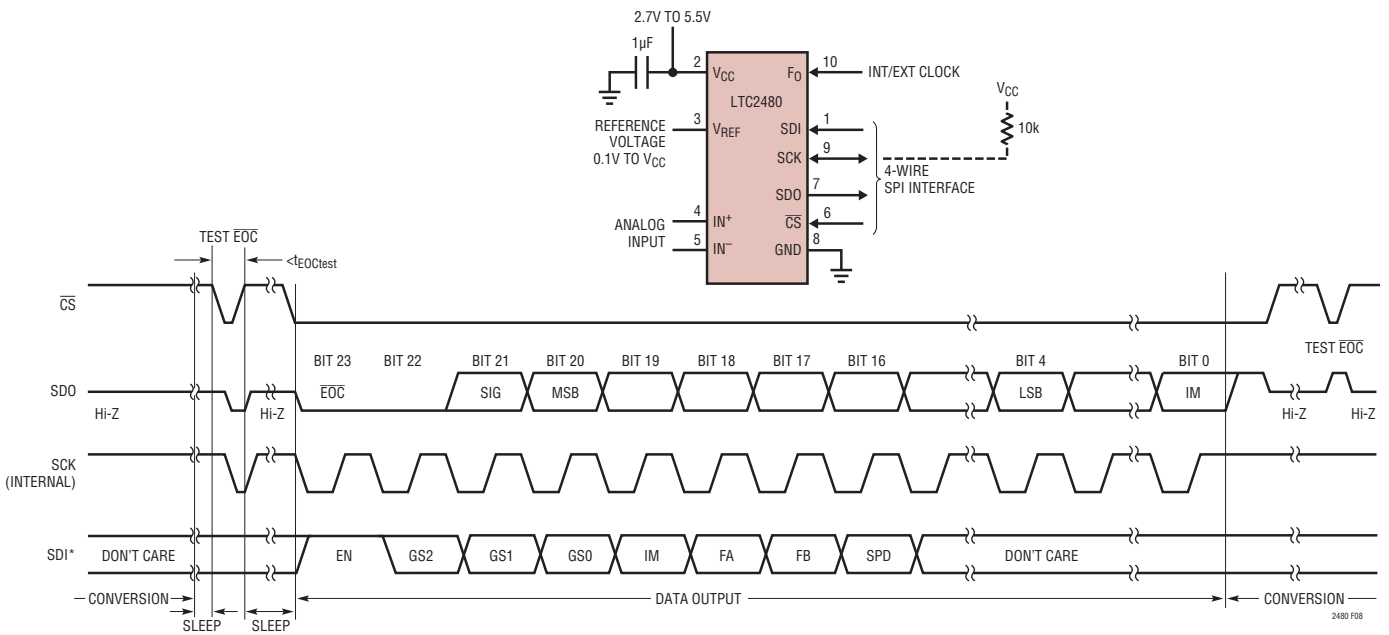 2.7V TO 5.5V
1µF
2
VCC
FO
10
INT/EXT CLOCK
LTC2480
VCC
10k
REFERENCE
VOLTAGE
0.1V TO VCC
3
VREF
SDI
1
SCK
9
4-WIRE
SPI INTERFACE
SDO
7
ANALOG
INPUT
4
IN+
CS
6
5
IN–
GND
8
TEST EOC
<tEOCtest
CS
TEST EOC
BIT 23
BIT 22
BIT 21
BIT 20
BIT 19
BIT 18
BIT 17
BIT 16
BIT 4
BIT 0
SDO
EOC
SIG
MSB
LSB
IM
Hi-Z
Hi-Z
Hi-Z
Hi-Z
SCK
(INTERNAL)
SDI*
DON'T CARE
EN
GS2
GS1
GS0
IM
FA
FB
SPD
DON'T CARE
CONVERSION
DATA OUTPUT
CONVERSION
SLEEP
SLEEP
2480 F08